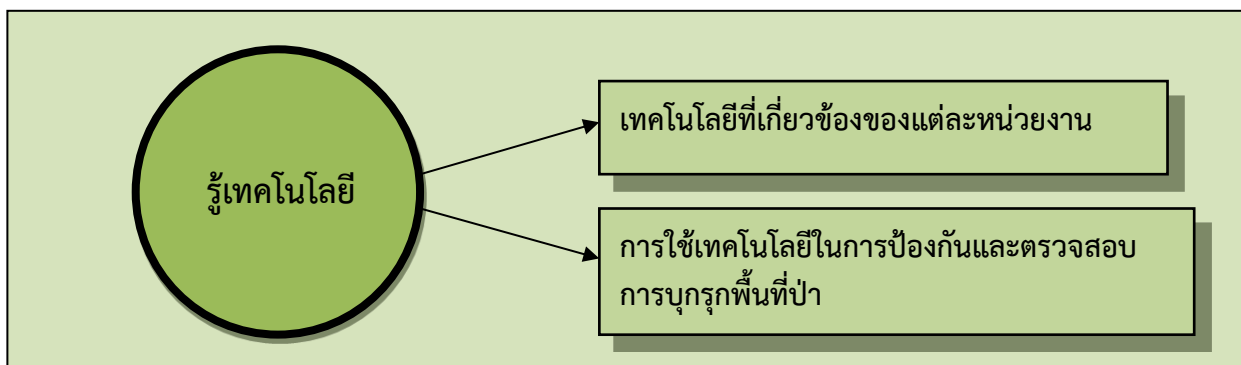 รู้เทคโนโลยี
เทคโนโลยีที่เกี่ยวข้องของแต่ละหน่วยงาน
การใช้เทคโนโลยีในการป้องกันและตรวจสอบ
การบุกรุกพื้นที่ป่า